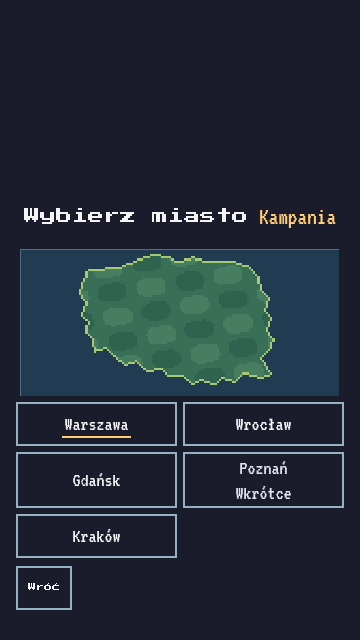 Wybierz miasto Kampania
Warszawa
Wrocław
Gdańsk
Poznań
Wkrótce
Kraków
Wróć